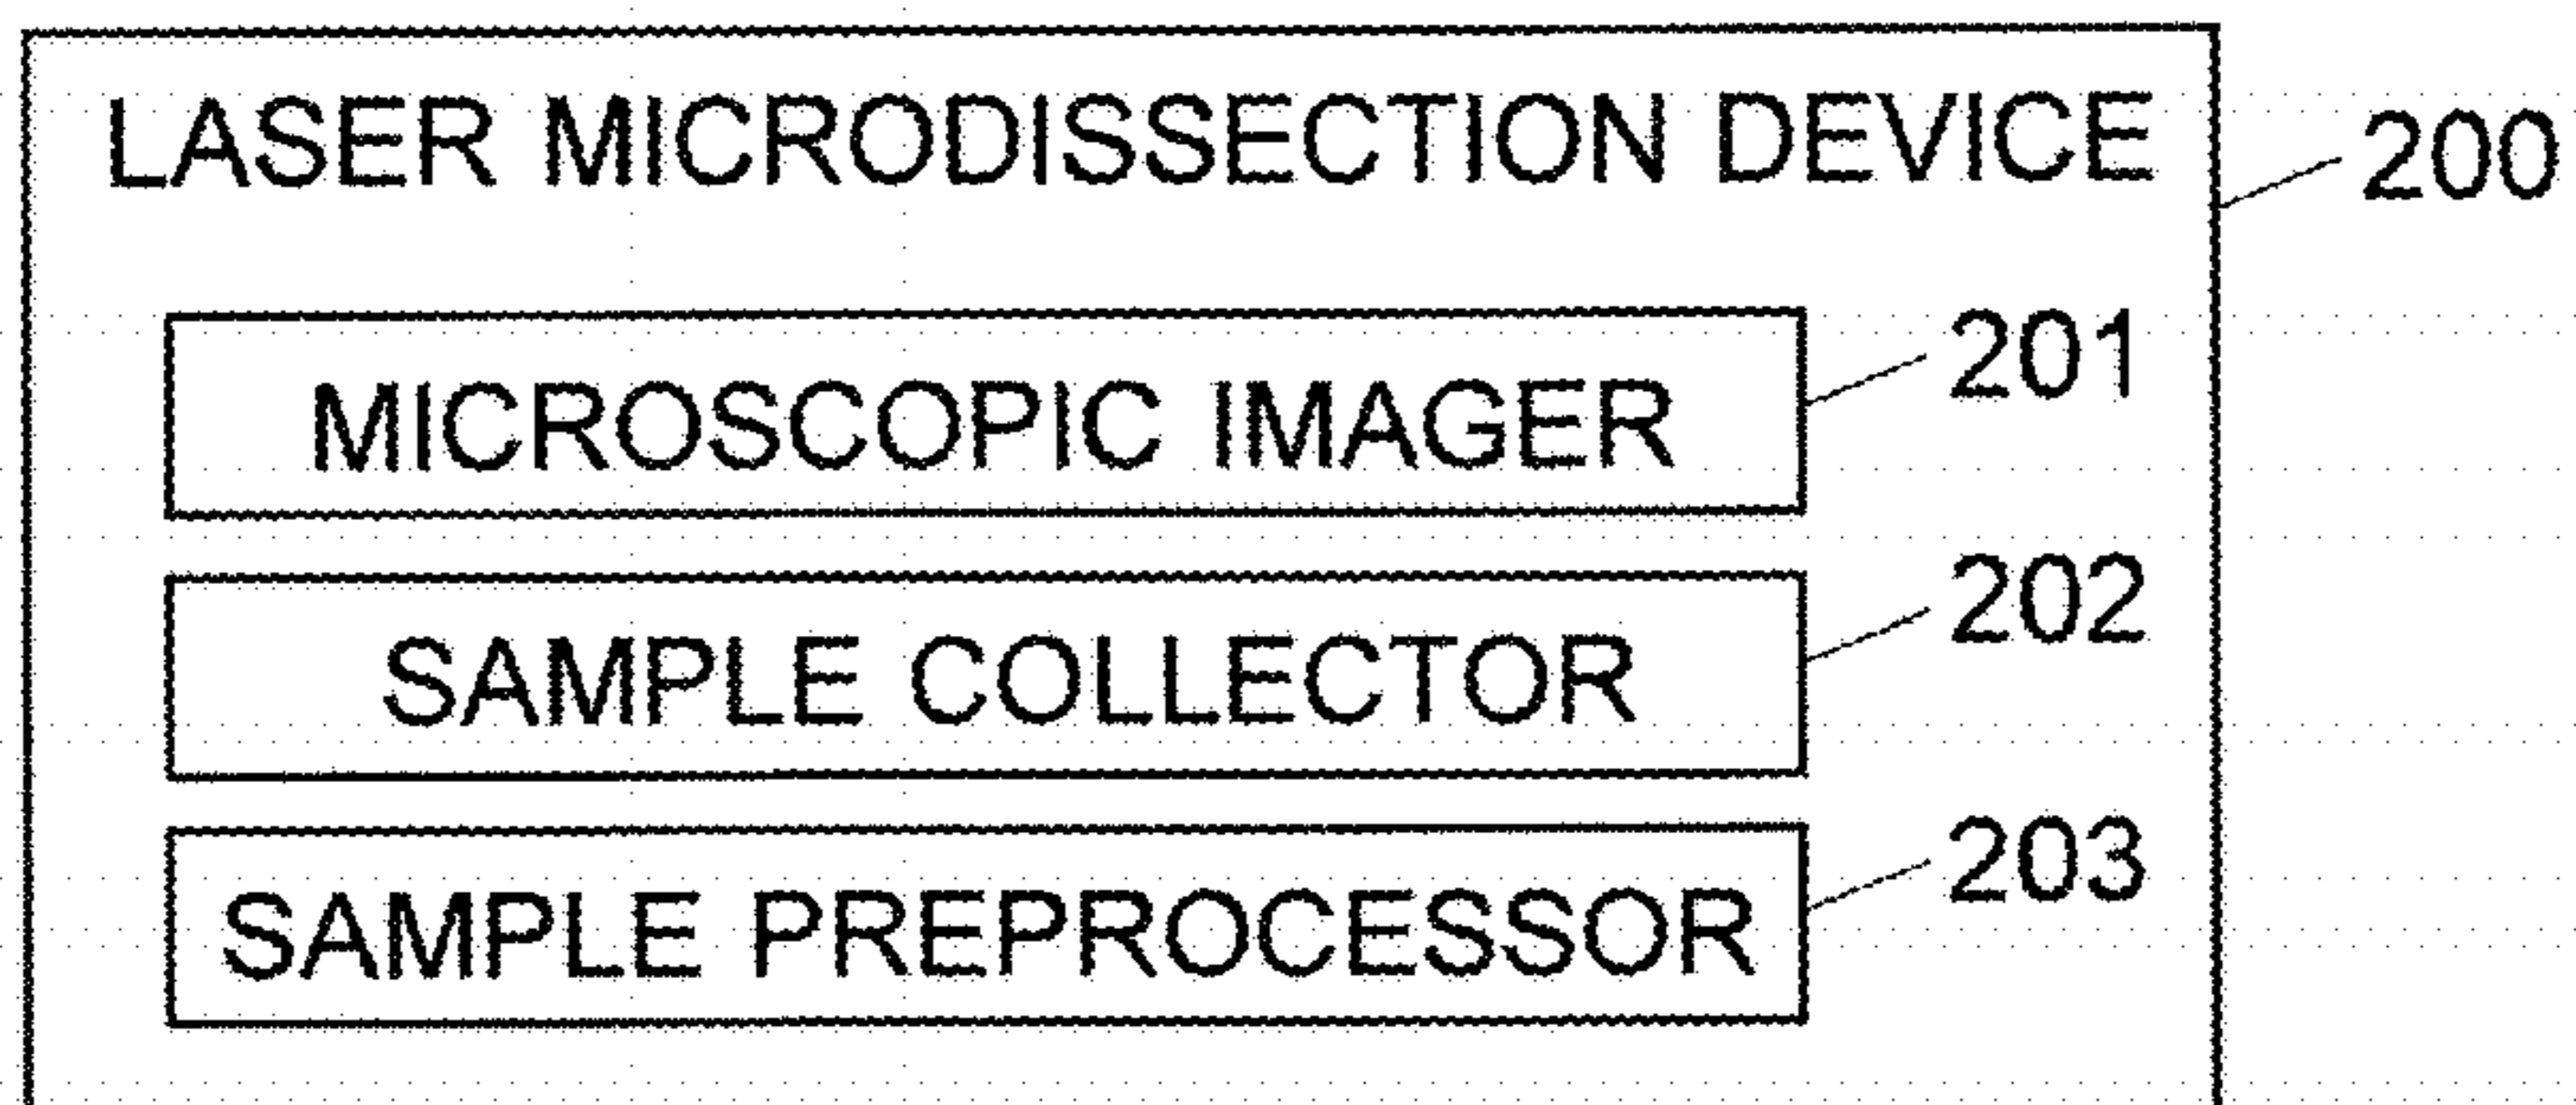 LASER MICRODISSECTION DEVICE
200
MICROSCOPIC IMAGER
201
SAMPLE COLLECTOR
202
SAMPLE PREPROCESSOR
203